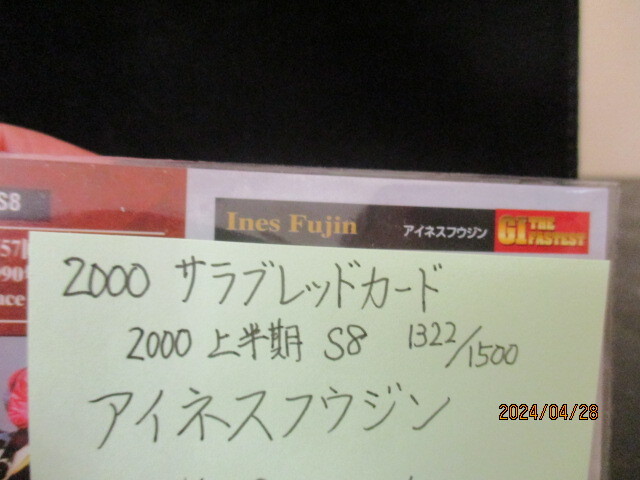 S8
Ines Fujin
アイネスフウジン
GI THE FASTEST
2000 サラブレッドカード
2000 上半期 S8 1322/1500
アイネスフウジン
2024/04/28